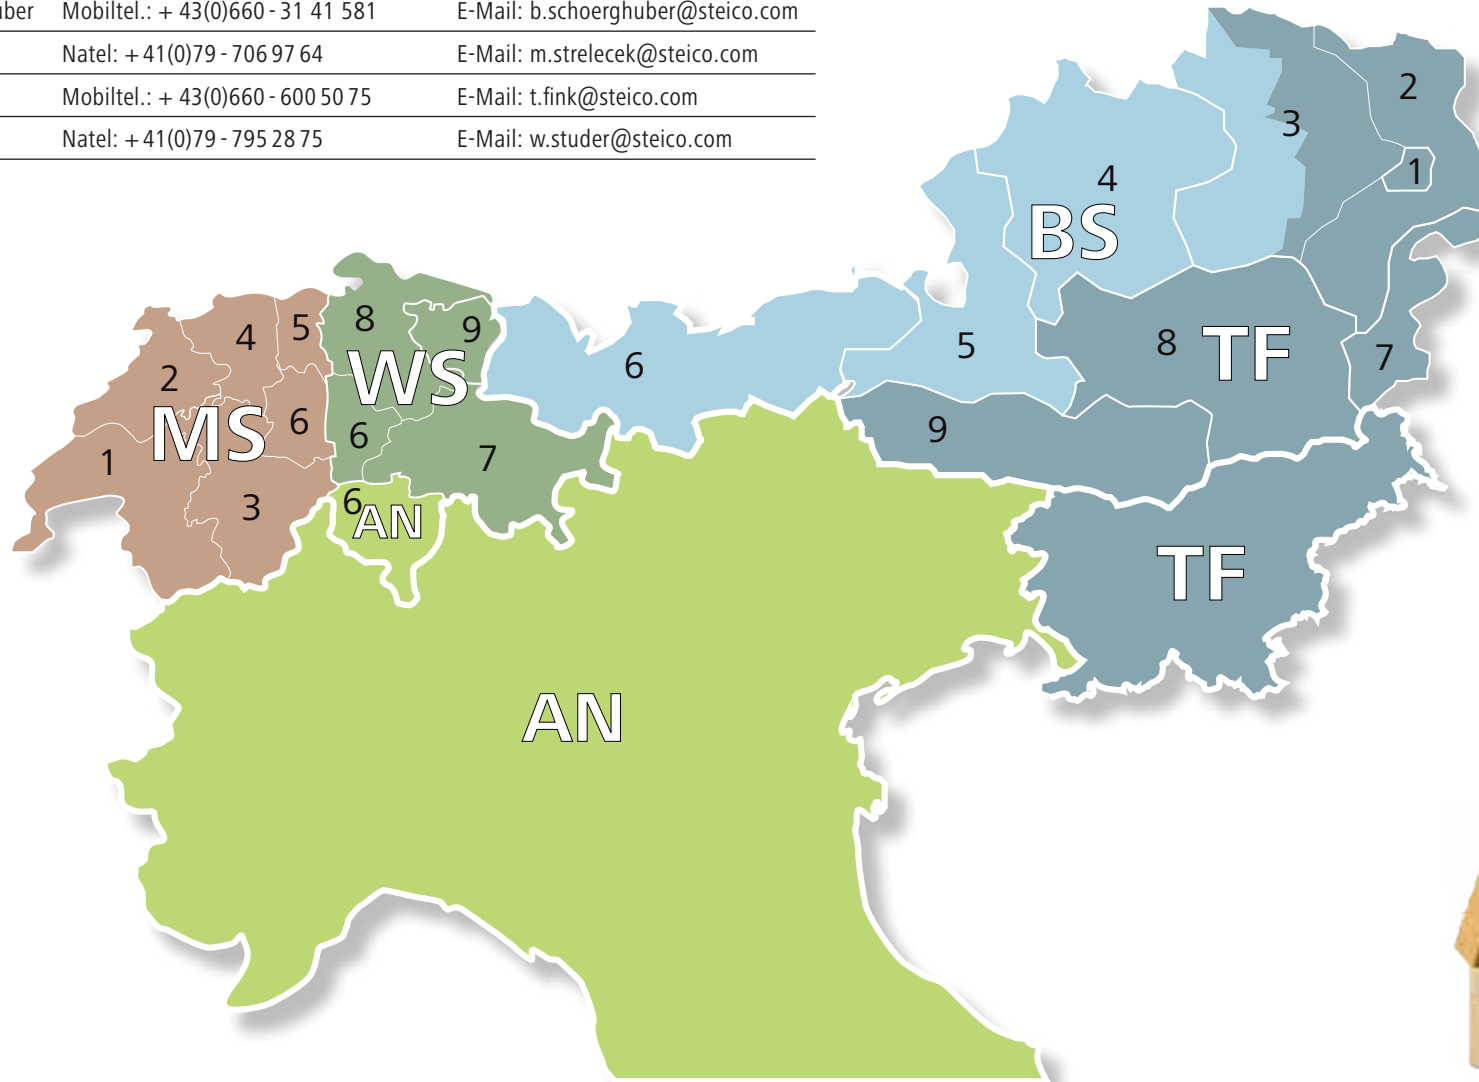 uber Mobiltel.: + 43(0)660 - 31 41 581 E-Mail: b.schoerghuber@steico.com
Natel: +41(0)79 - 706 97 64 E-Mail: m.strelecek@steico.com
Mobiltel.: + 43(0)660 - 600 50 75 E-Mail: t.fink@steico.com
Natel: +41(0)79 - 795 28 75 E-Mail: w.studer@steico.com
2
3
1
4
BS
8
5
4
9
6
5
8
TF
7
2
WS
MS
6
6
9
1
7
3
6
AN
TF
AN